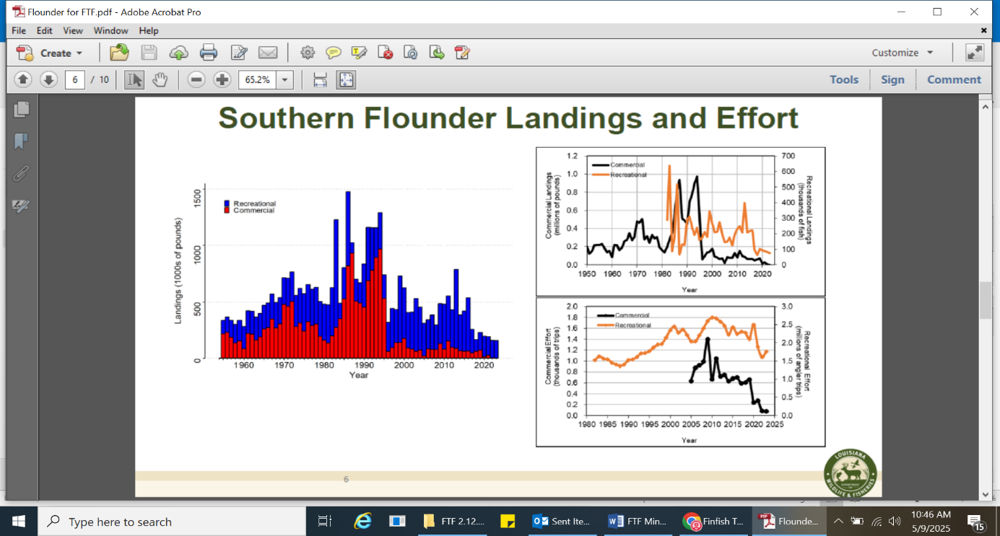 Flounder for FTF.pdf - Adobe Acrobat Pro
File Edit View Window Help
Create Customize
6 / 10 65.2% Tools Sign Comment
Southern Flounder Landings and Effort
Landings (1000s of pounds)
1500
1000
500
0
Recreational
Commercial
1960 1970 1980 1990 2000 2010 2020
Year
Commercial Landings
(millions of pounds)
1.2
1.0
0.8
0.6
0.4
0.2
0.0
Commercial
Recreational
700
600
500
400
300
200
100
0
Recreational Landings
(thousands of fish)
1950 1960 1970 1980 1990 2000 2010 2020
Year
Commercial Effort
(thousands of trips)
2.0
1.8
1.6
1.4
1.2
1.0
0.8
0.6
0.4
0.2
0.0
Commercial
Recreational
3.0
2.5
2.0
1.5
1.0
0.5
0.0
Recreational Effort
(millions of angler trips)
1980 1985 1990 1995 2000 2005 2010 2015 2020 2025
Year
6
LOUISIANA
WILDLIFE & FISHERIES
Type here to search FTF 2.12.... Sent Ite... FTF Min... Finfish T... Flounde... 10:46 AM
5/9/2025
15